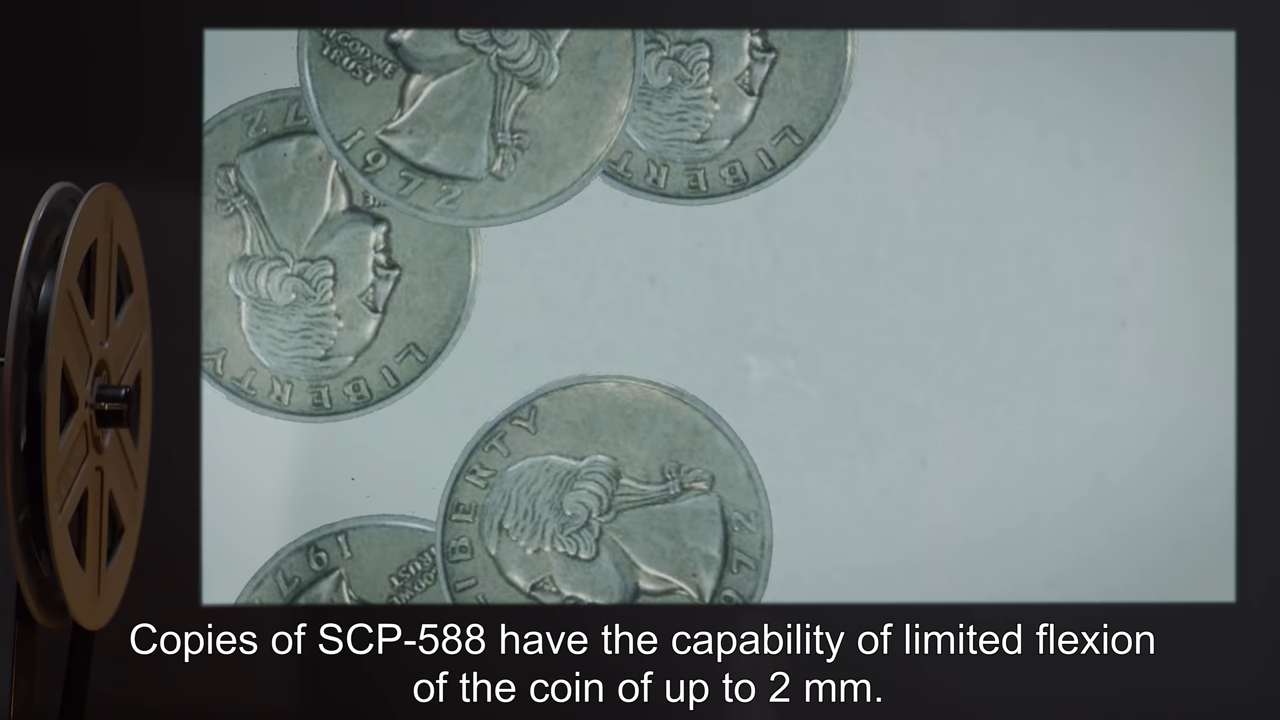 IN GOD WE
TRUST
1972
LIBERTY
72
LIBERTY
LIBERTY
1972
197
TRUST
Copies of SCP-588 have the capability of limited flexion
of the coin of up to 2 mm.